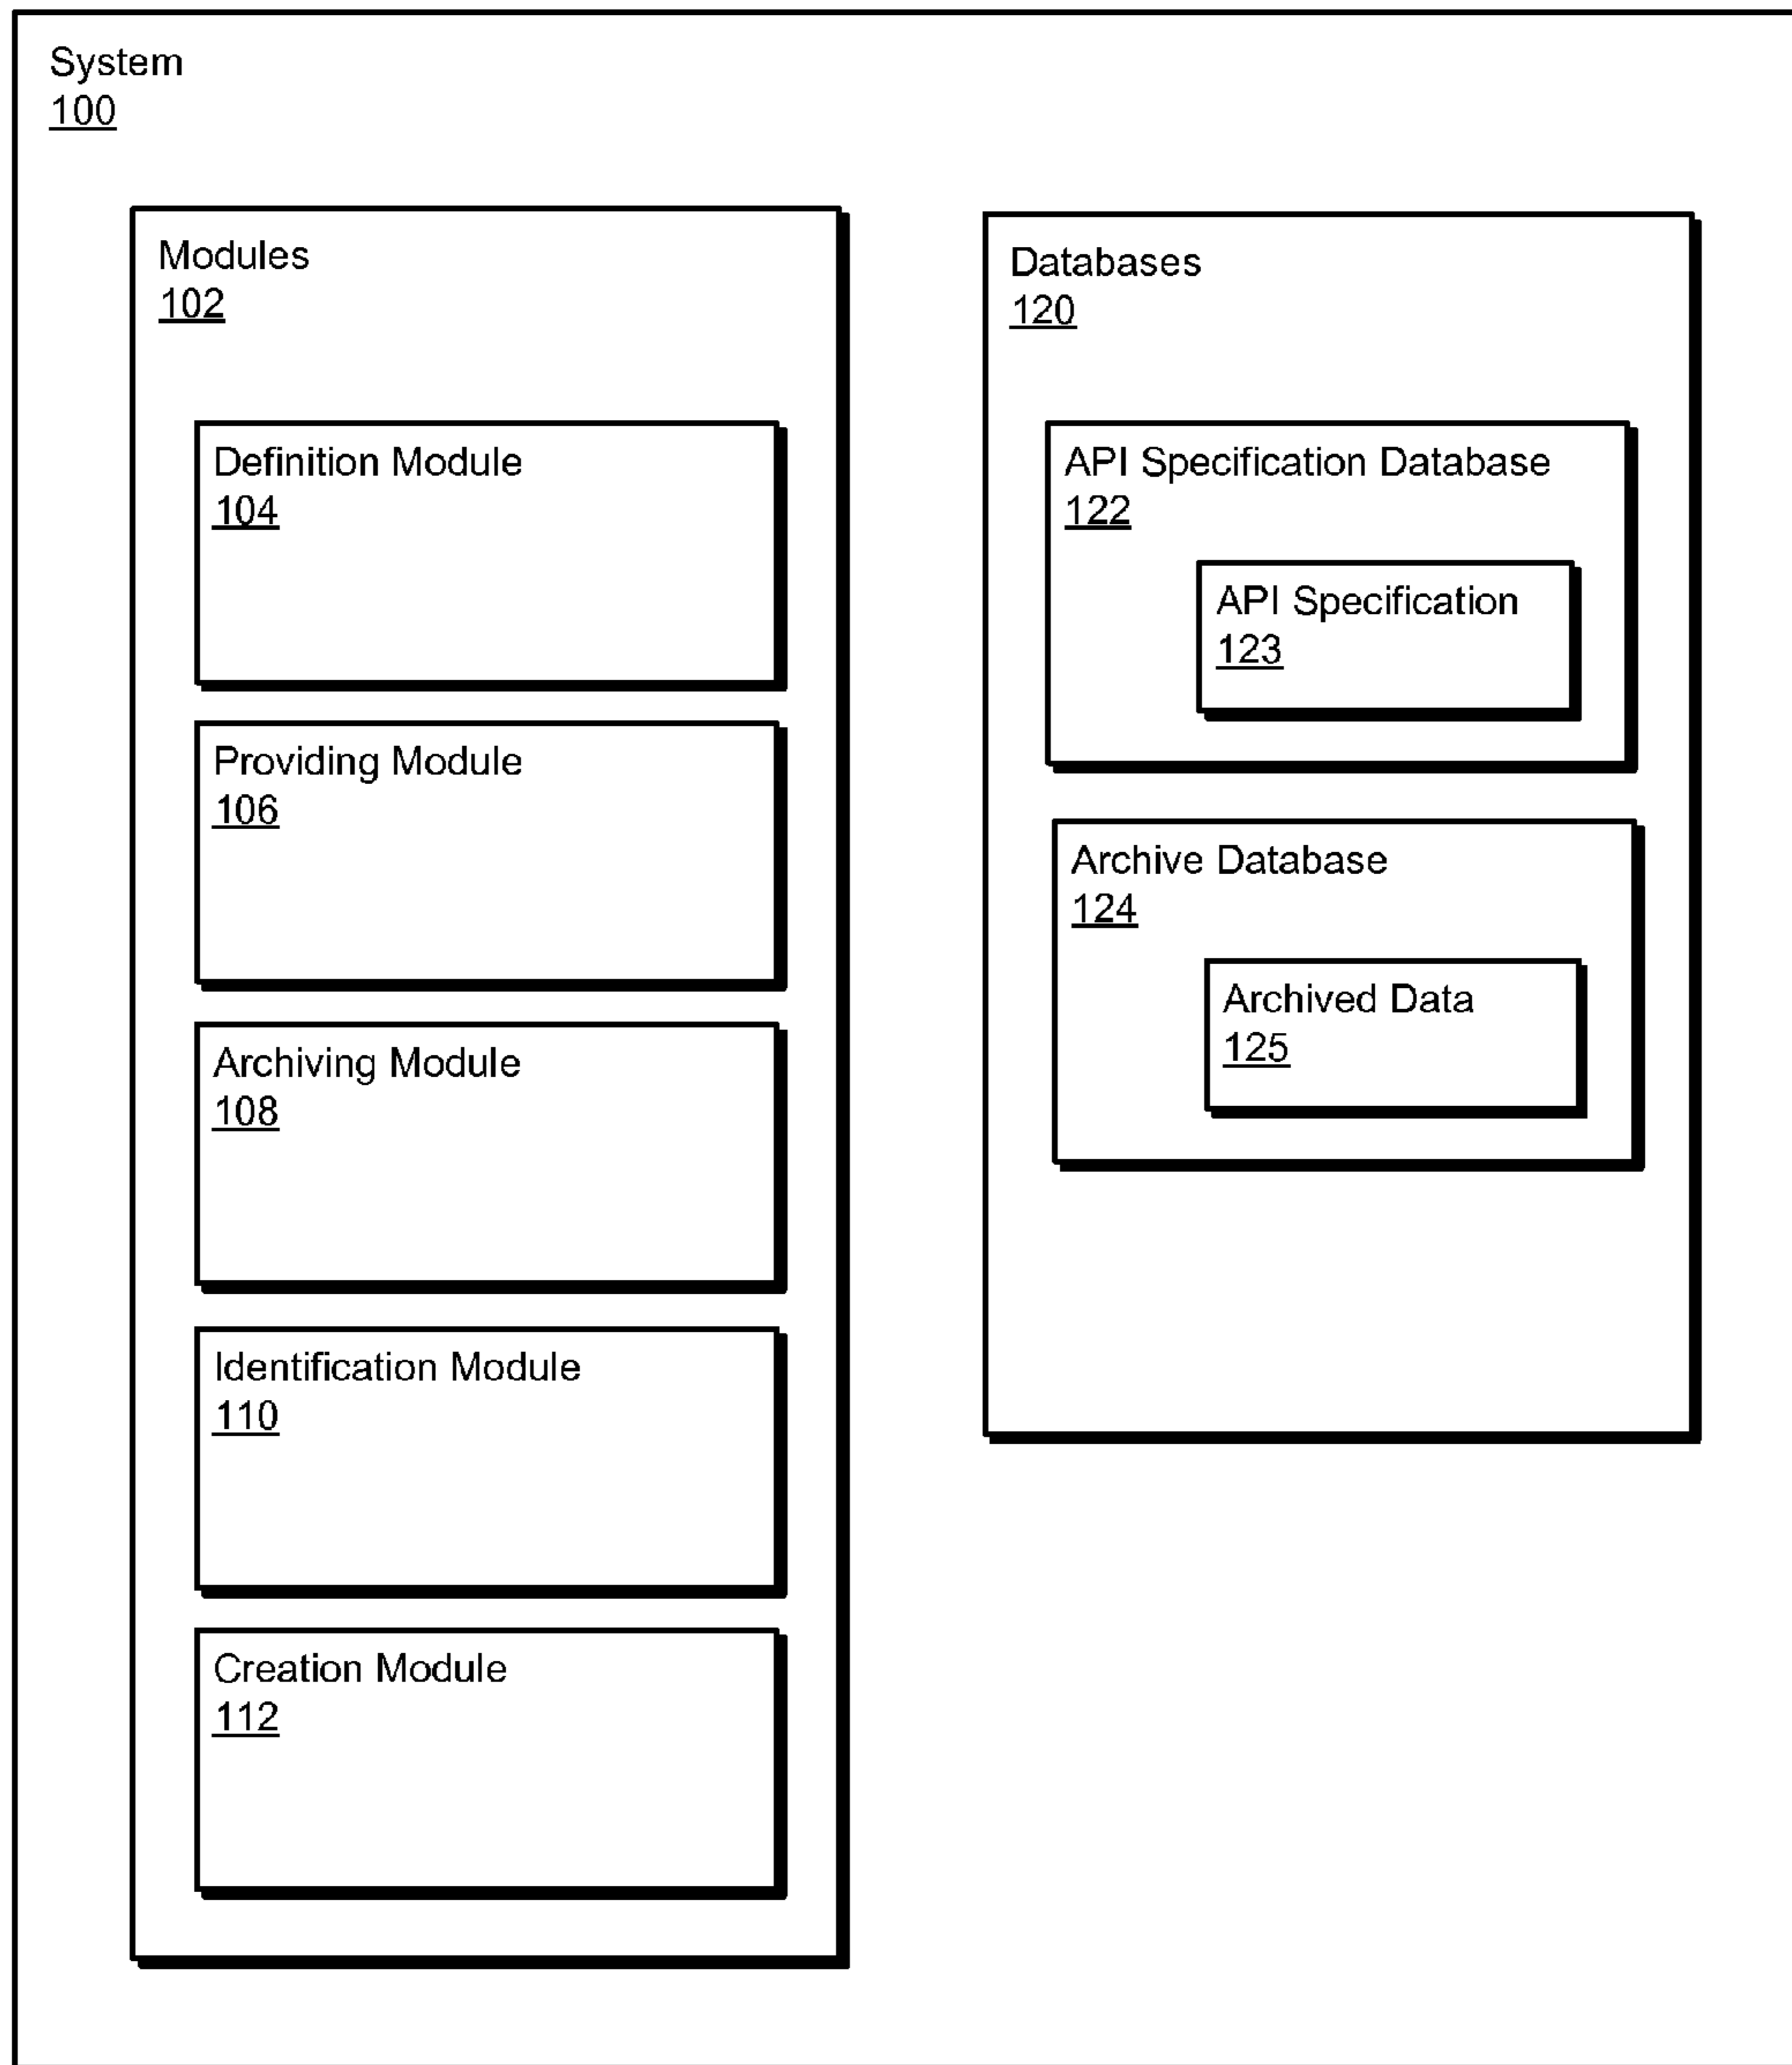 System
100
Modules
102
Definition Module
104
Providing Module
106
Archiving Module
108
Identification Module
110
Creation Module
112
Databases
120
API Specification Database
122
API Specification
123
Archive Database
124
Archived Data
125